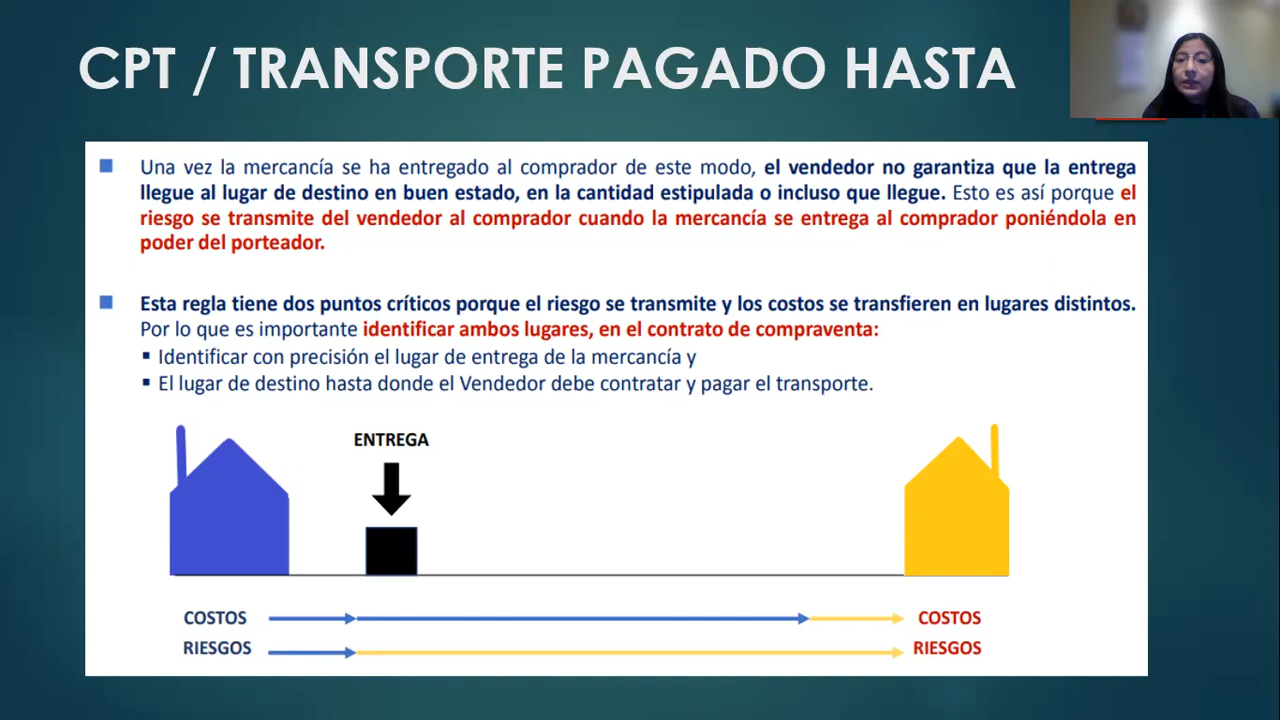 CPT / TRANSPORTE PAGADO HASTA
Una vez la mercancía se ha entregado al comprador de este modo, el vendedor no garantiza que la entrega
llegue al lugar de destino en buen estado, en la cantidad estipulada o incluso que llegue. Esto es así porque el
riesgo se transmite del vendedor al comprador cuando la mercancía se entrega al comprador poniéndola en
poder del porteador.
Esta regla tiene dos puntos críticos porque el riesgo se transmite y los costos se transfieren en lugares distintos.
Por lo que es importante identificar ambos lugares, en el contrato de compraventa:
Identificar con precisión el lugar de entrega de la mercancía y
El lugar de destino hasta donde el Vendedor debe contratar y pagar el transporte.
ENTREGA
COSTOS COSTOS
RIESGOS RIESGOS